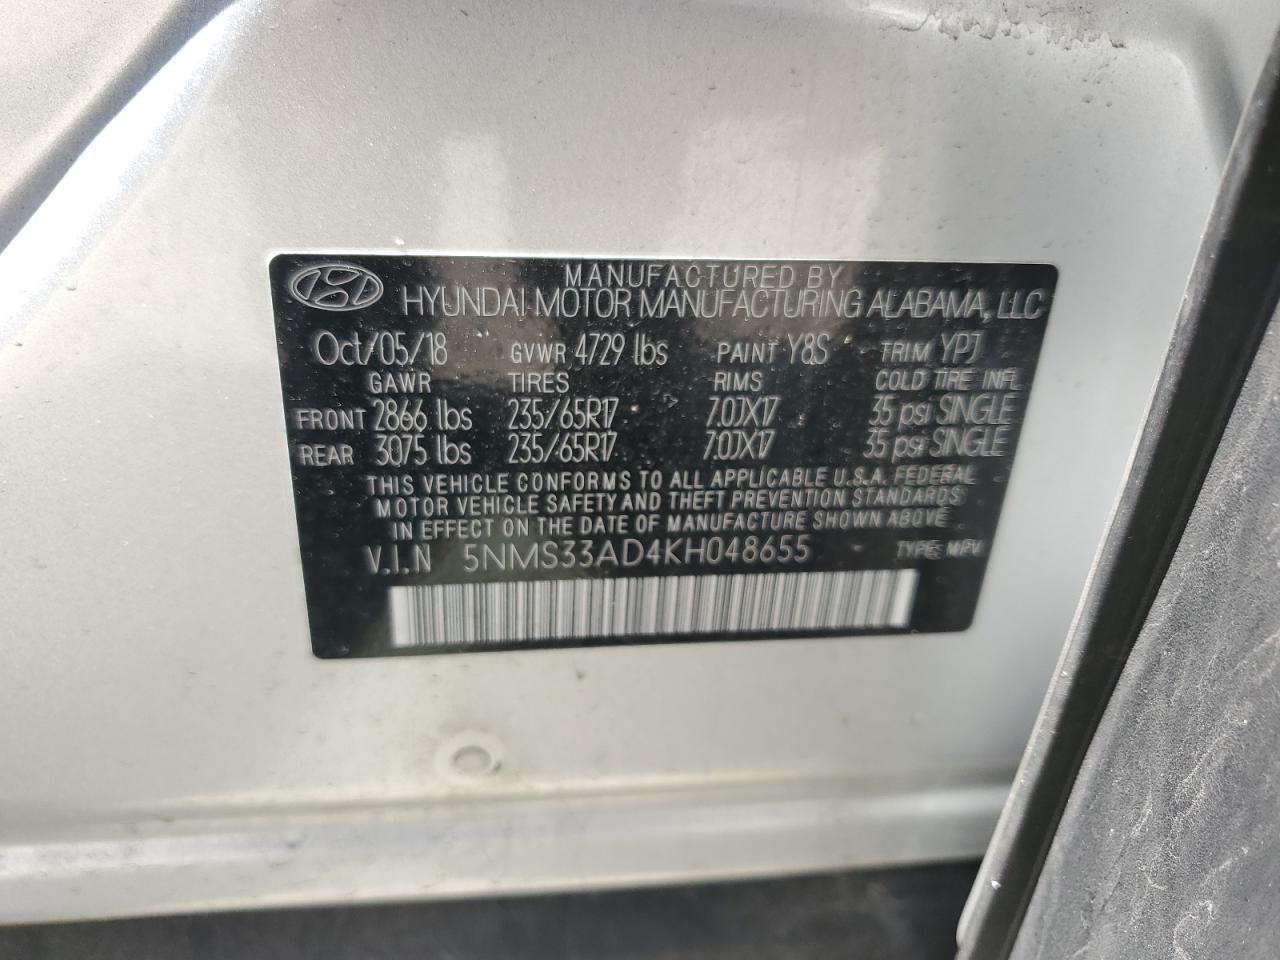 MANUFACTURED BY
HYUNDAI MOTOR MANUFACTURING ALABAMA, LLC
Oct/05/18 GVWR 4729 lbs PAINT Y8S TRIM YPJ
GAWR TIRES RIMS COLD TIRE INFL
FRONT 2866 lbs 235/65R17 7.0JX17 35 psi SINGLE
REAR 3075 lbs 235/65R17 7.0JX17 35 psi SINGLE
THIS VEHICLE CONFORMS TO ALL APPLICABLE U.S.A. FEDERAL
MOTOR VEHICLE SAFETY AND THEFT PREVENTION STANDARDS
IN EFFECT ON THE DATE OF MANUFACTURE SHOWN ABOVE
V.I.N 5NMS33AD4KH048655 TYPE: MPV